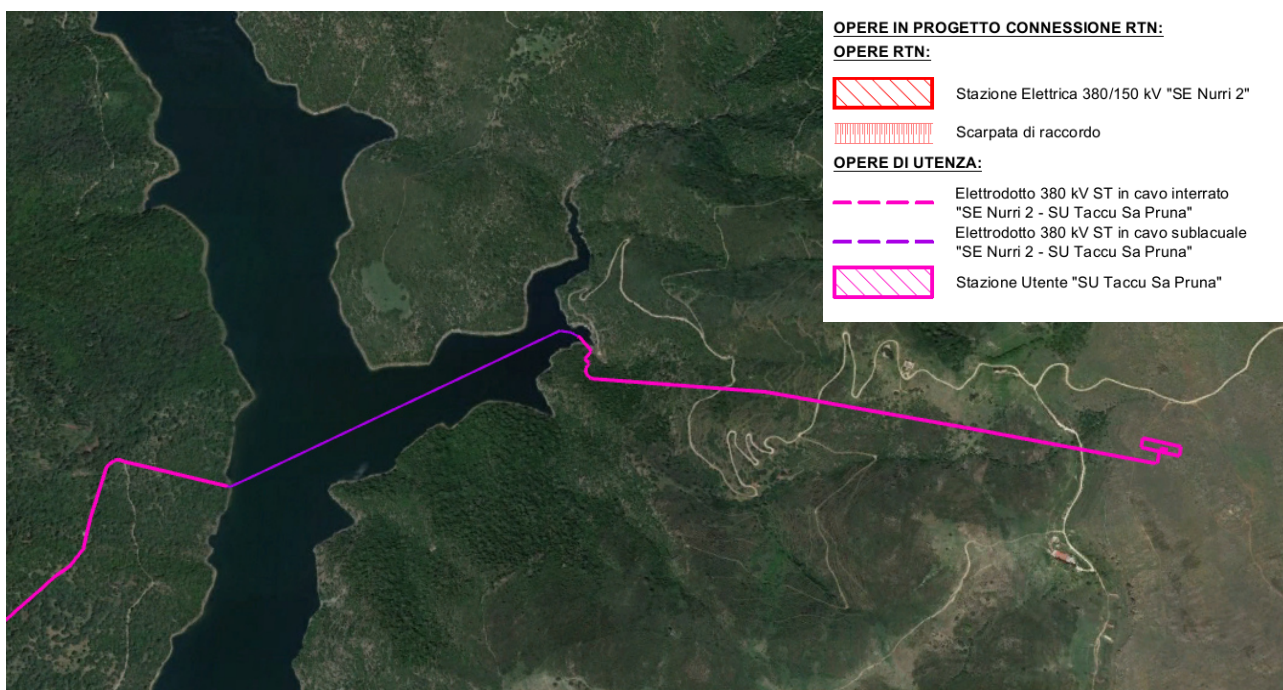 OPERE IN PROGETTO CONNESSIONE RTN:
OPERE RTN:
Stazione Elettrica 380/150 kV "SE Nurri 2"
Scarpata di raccordo
OPERE DI UTENZA:
Elettrodotto 380 kV ST in cavo interrato
"SE Nurri 2 - SU Taccu Sa Pruna"
Elettrodotto 380 kV ST in cavo sublacuale
"SE Nurri 2 - SU Taccu Sa Pruna"
Stazione Utente "SU Taccu Sa Pruna"